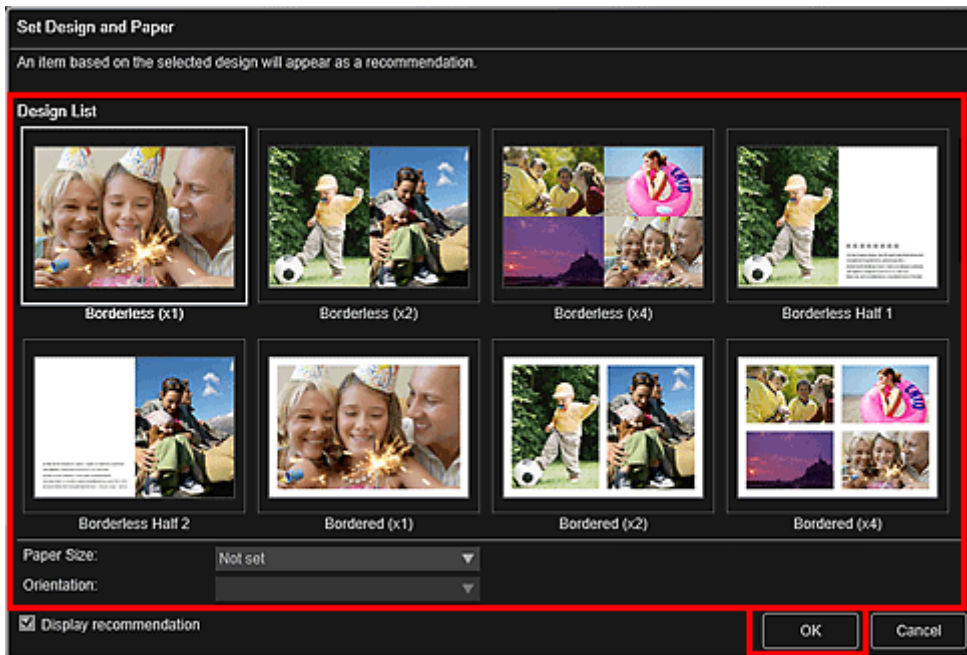 Set Design and Paper
An item based on the selected design will appear as a recommendation.
Design List
Borderless (x1)
Borderless (x2)
Borderless (x4)
Borderless Half 1
Borderless Half 2
Bordered (x1)
Bordered (x2)
Bordered (x4)
Paper Size:
Not set
Orientation:
Display recommendation
OK
Cancel